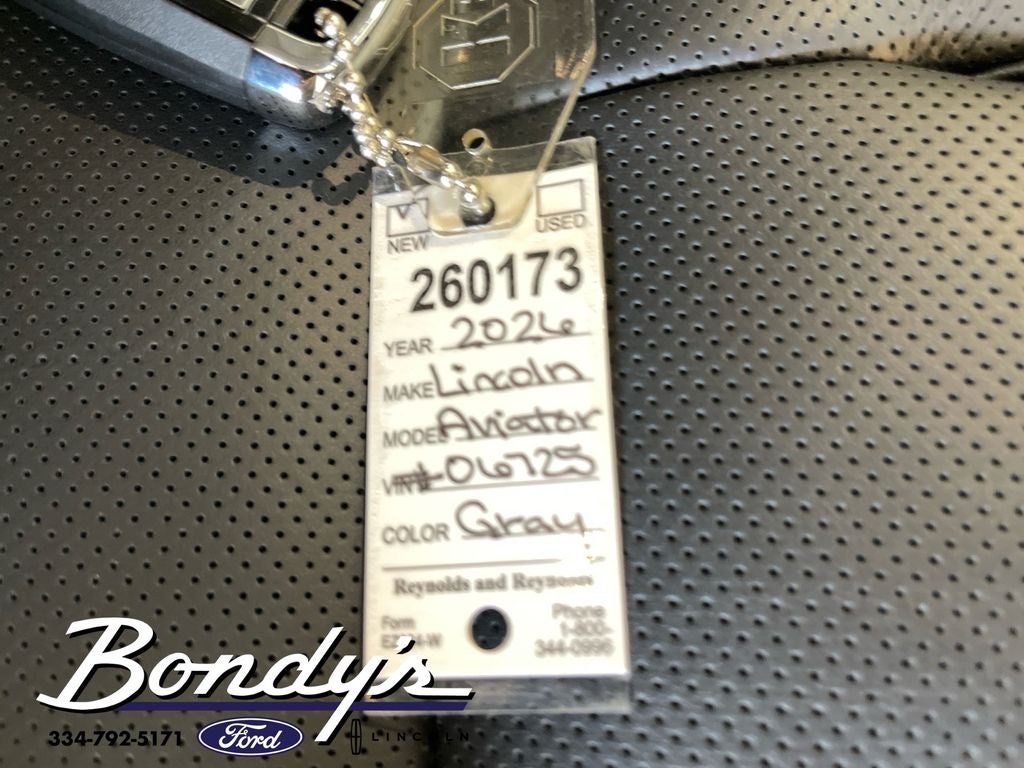 NEW
USED
260173
YEAR 2026
MAKE Lincoln
MODEL Aviator
VIN# 06725
COLOR Gray
Reynolds and Reynolds
Form
Phone
1-800-
344-0996
Bondy's
334-792-5171 Ford LINCOLN